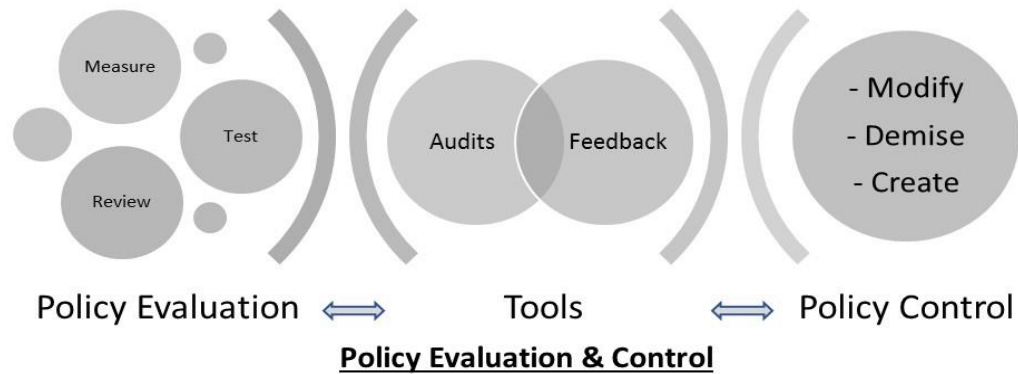 Measure
Test
Review
Audits
Feedback
- Modify
- Demise
- Create
Policy Evaluation
Tools
Policy Control
Policy Evaluation & Control